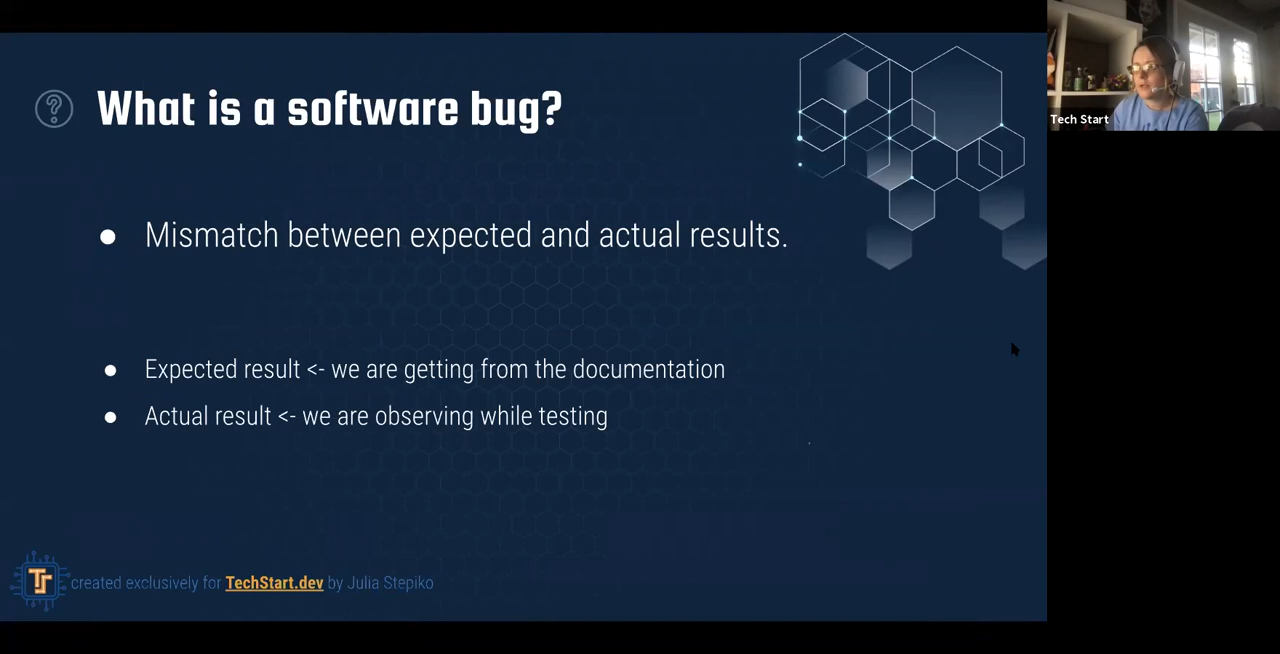 What is a software bug?
Tech Start
● Mismatch between expected and actual results.
● Expected result <- we are getting from the documentation
● Actual result <- we are observing while testing
created exclusively for TechStart.dev by Julia Stepiko